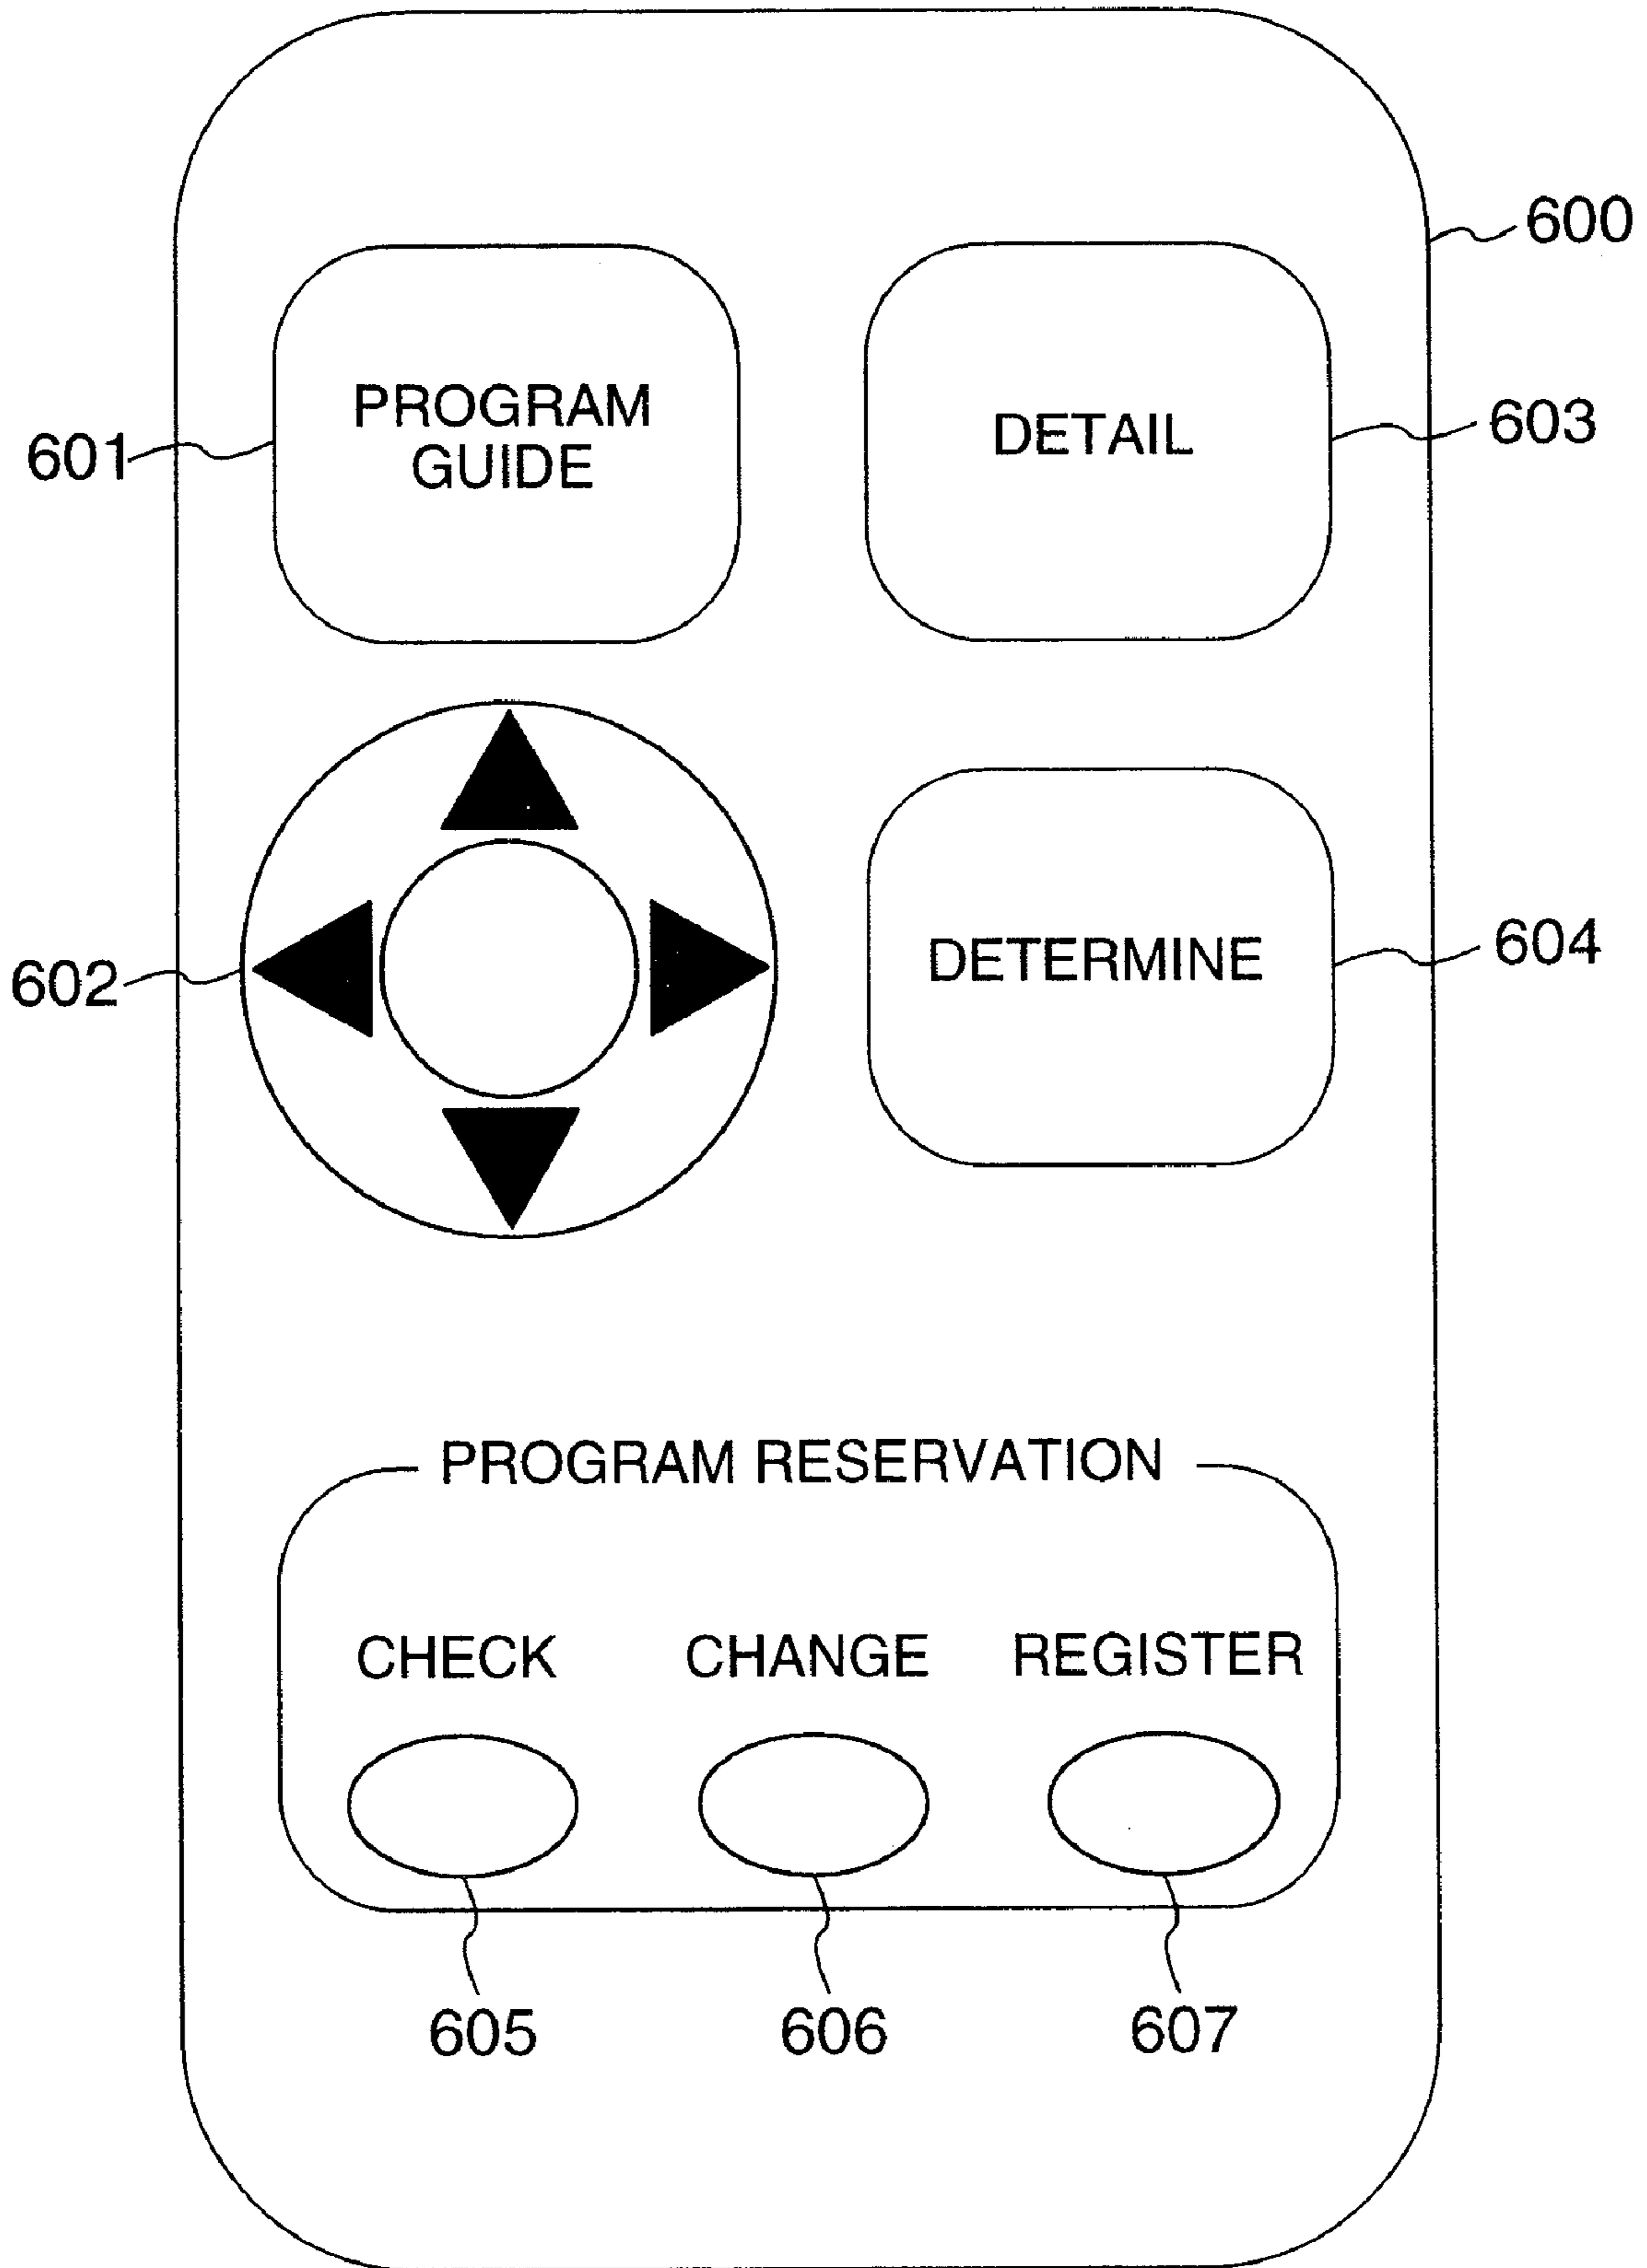 600
PROGRAM
GUIDE
601
DETAIL
603
602
DETERMINE
604
PROGRAM RESERVATION
CHECK CHANGE REGISTER
605 606 607